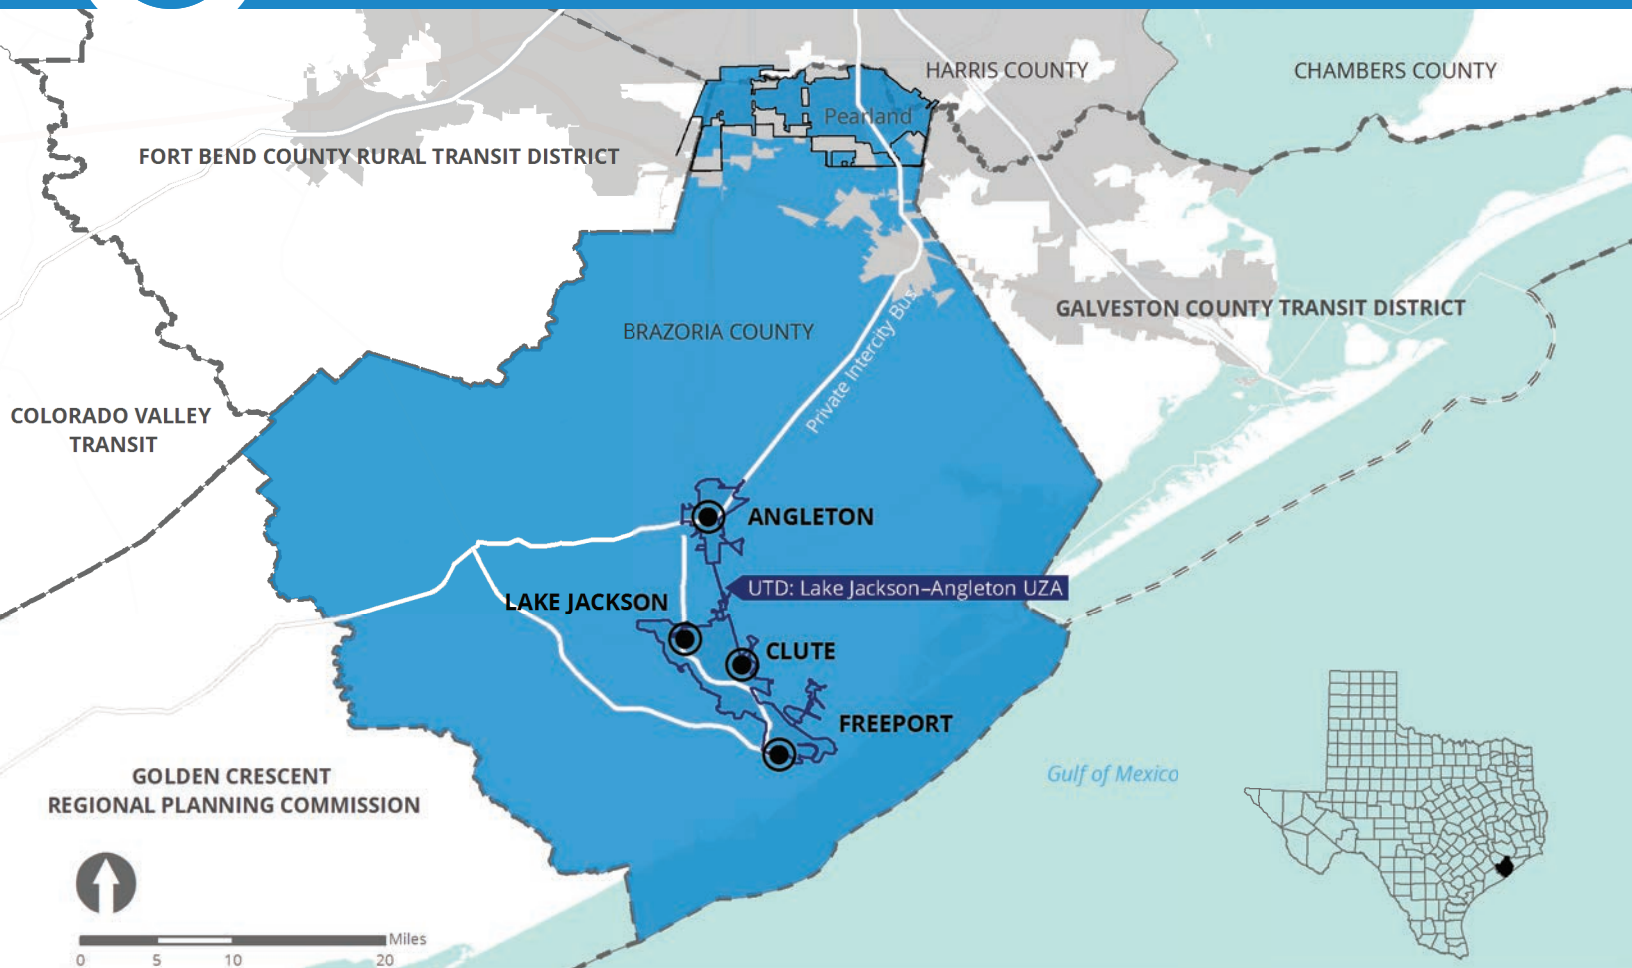 HARRIS COUNTY
CHAMBERS COUNTY
Pearland
FORT BEND COUNTY RURAL TRANSIT DISTRICT
GALVESTON COUNTY TRANSIT DISTRICT
BRAZORIA COUNTY
Private Intercity Bus
COLORADO VALLEY
TRANSIT
ANGLETON
UTD: Lake Jackson–Angleton UZA
LAKE JACKSON
CLUTE
FREEPORT
Gulf of Mexico
GOLDEN CRESCENT
REGIONAL PLANNING COMMISSION
Miles
0 5 10 20